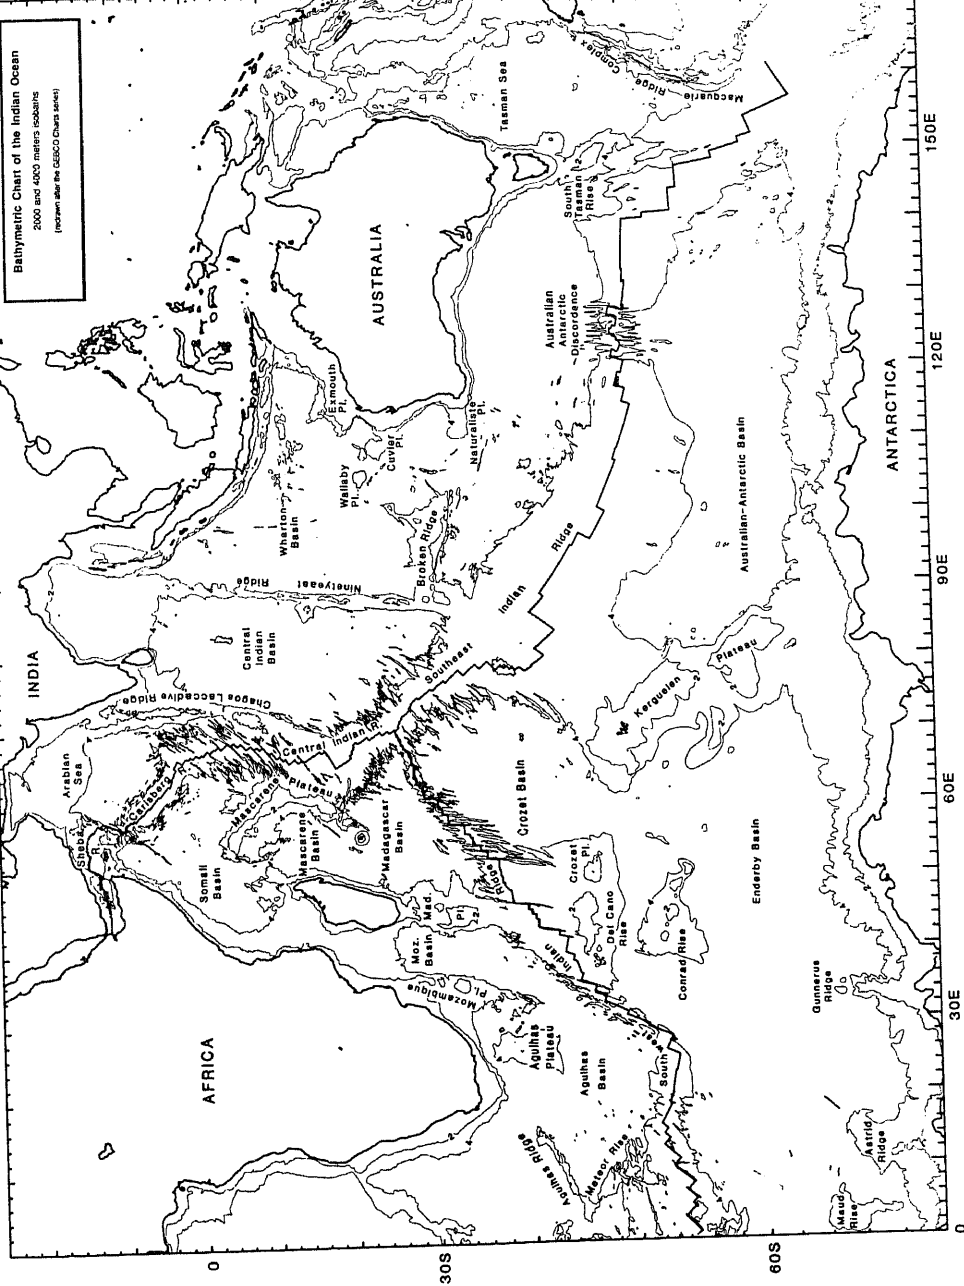 Bathymetric Chart of the Indian Ocean
2000 and 4000 meters isobaths
(redrawn after the GEBCO Charts series)
INDIA
AFRICA
AUSTRALIA
ANTARCTICA
Arabian
Sea
Sheba
R.
Carlsberg
Chagos Laccadive Ridge
Central
Indian
Basin
Ninetyeast
Ridge
Wharton
Basin
Exmouth
Pl.
Wallaby
Pl.
Cuvier
Pl.
Naturaliste
Pl.
Broken Ridge
Somali
Basin
Mascarene
Plateau
Mascarene
Basin
Madagascar
Basin
Central Indian R.
Mad.
Pl.
Moz.
Basin
Mozambique
Pl.
Southeast
Indian
Ridge
Australian
Antarctic
Discordence
South
Tasman
Rise
Tasman Sea
Macquarie
Ridge
Complex
Agulhas
Plateau
Agulhas
Basin
Agulhas Ridge
Meteor Rise
South
West
Indian
Ridge
Crozet Basin
Crozet
Pl.
Del Cano
Rise
Conrad Rise
Kerguelen
Plateau
Australian-Antarctic Basin
Enderby Basin
Gunnerus
Ridge
Astrid
Ridge
Maud
Rise
0
30S
60S
0
30E
60E
90E
120E
150E